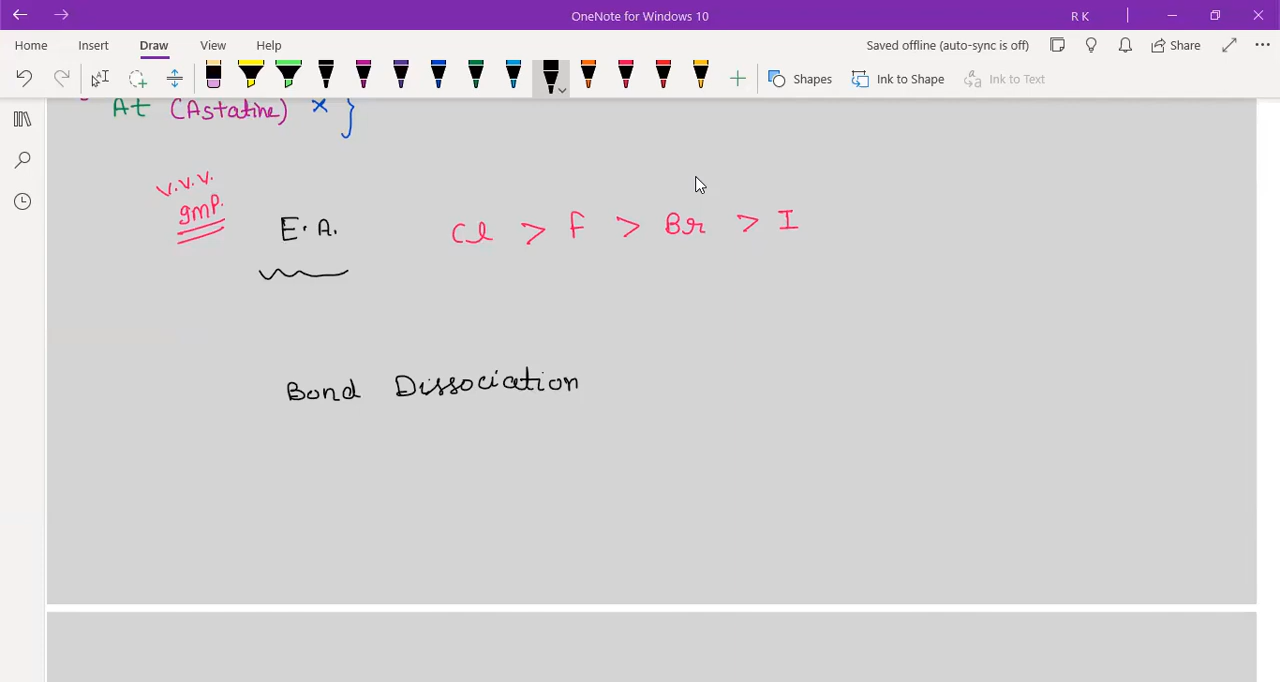 OneNote for Windows 10
R K
Home Insert Draw View Help
Saved offline (auto-sync is off) Share
Shapes Ink to Shape Ink to Text
At (Astatine) × }
v.v.v.
gmp.
E.A. Cl > F > Br > I
Bond Dissociation